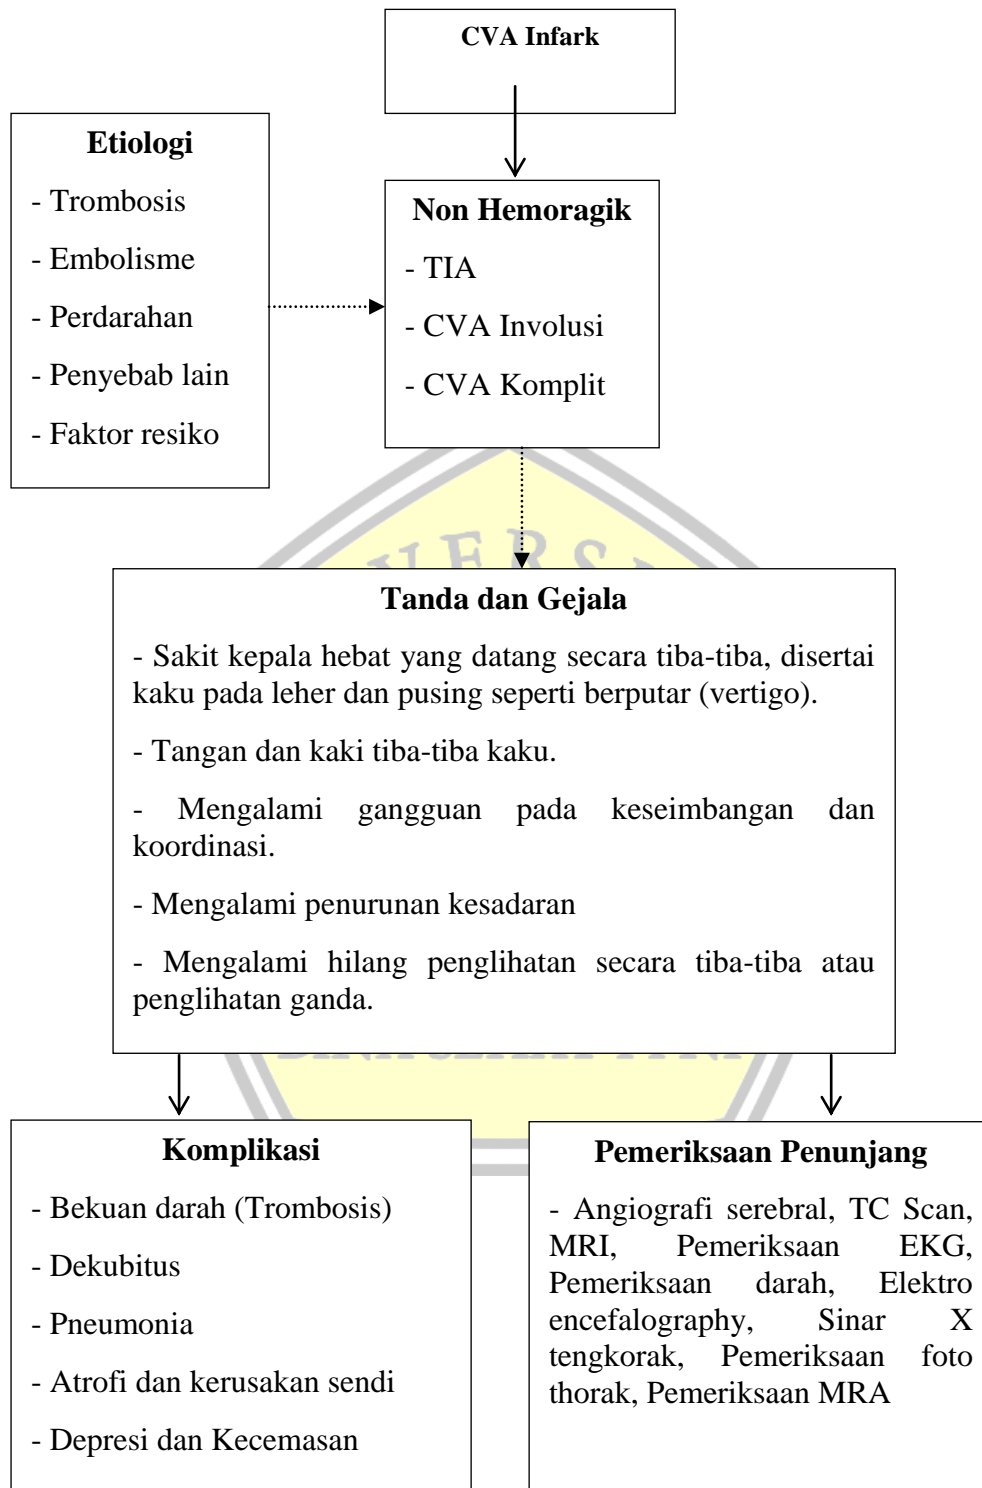 CVA Infark
Etiologi
- Trombosis
- Embolisme
- Perdarahan
- Penyebab lain
- Faktor resiko
Non Hemoragik
- TIA
- CVA Involusi
- CVA Komplit
Tanda dan Gejala
- Sakit kepala hebat yang datang secara tiba-tiba, disertai
kaku pada leher dan pusing seperti berputar (vertigo).
- Tangan dan kaki tiba-tiba kaku.
- Mengalami gangguan pada keseimbangan dan
koordinasi.
- Mengalami penurunan kesadaran
- Mengalami hilang penglihatan secara tiba-tiba atau
penglihatan ganda.
Komplikasi
- Bekuan darah (Trombosis)
- Dekubitus
- Pneumonia
- Atrofi dan kerusakan sendi
- Depresi dan Kecemasan
Pemeriksaan Penunjang
- Angiografi serebral, TC Scan,
MRI, Pemeriksaan EKG,
Pemeriksaan darah, Elektro
encefalography, Sinar X
tengkorak, Pemeriksaan foto
thorak, Pemeriksaan MRA